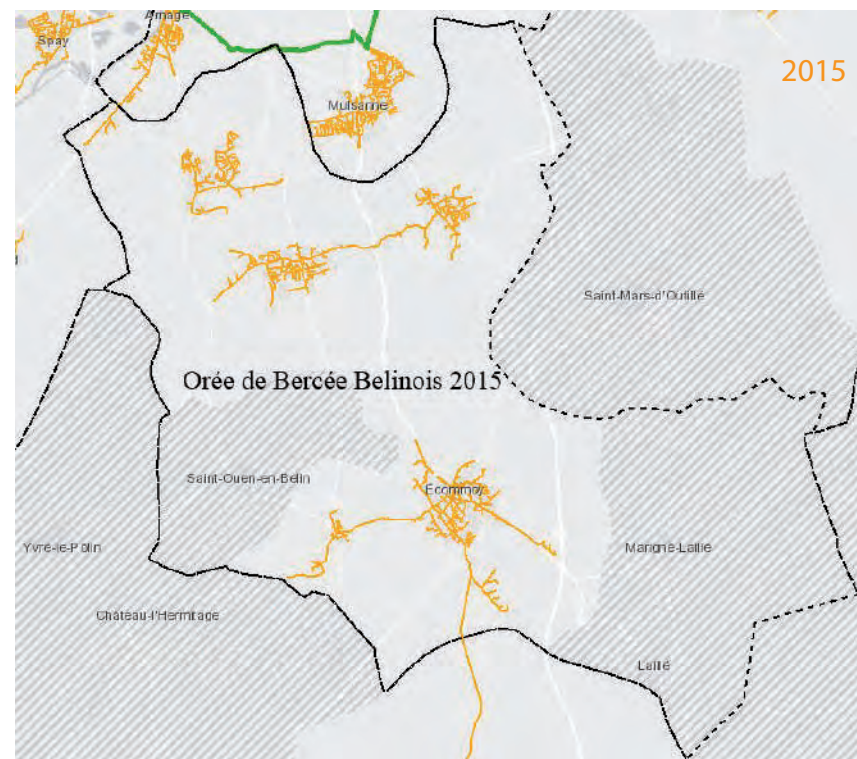 Arnage
Spay
2015
Mulsanne
Saint-Mars-d'Outillé
Orée de Bercée Belinois 2015
Saint-Ouen-en-Belin
Écommoy
Yvré-le-Pôlin
Marigné-Laillé
Château-l'Hermitage
Laillé